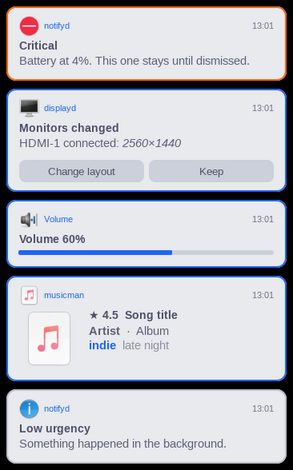 notifyd 13:01
Critical
Battery at 4%. This one stays until dismissed.
displayd 13:01
Monitors changed
HDMI-1 connected: 2560×1440
Change layout Keep
Volume 13:01
Volume 60%
musicman 13:01
★ 4.5 Song title
Artist · Album
indie late night
notifyd 13:01
Low urgency
Something happened in the background.